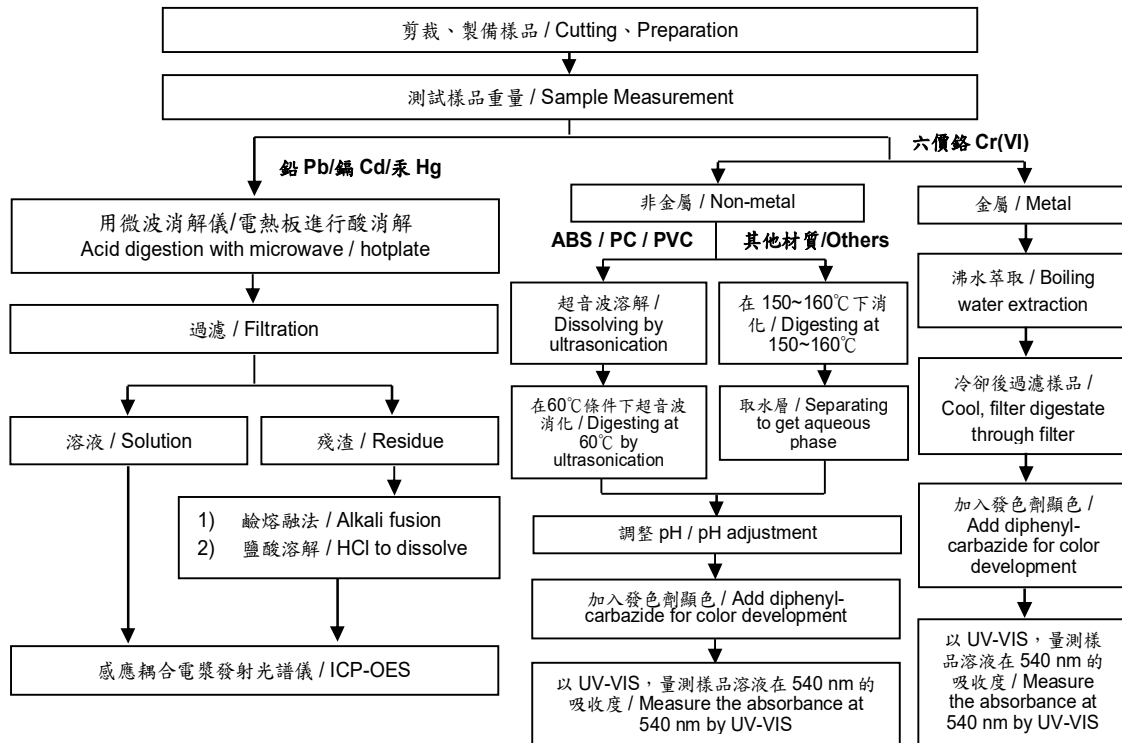 剪裁、製備樣品 / Cutting、Preparation
測試樣品重量 / Sample Measurement
鉛 Pb/鎘 Cd/汞 Hg
用微波消解儀/電熱板進行酸消解
Acid digestion with microwave / hotplate
過濾 / Filtration
溶液 / Solution
殘渣 / Residue
1) 鹼熔融法 / Alkali fusion
2) 鹽酸溶解 / HCl to dissolve
感應耦合電漿發射光譜儀 / ICP-OES
六價鉻 Cr(VI)
非金屬 / Non-metal
ABS / PC / PVC
超音波溶解 /
Dissolving by
ultrasonication
在60℃條件下超音波
消化 / Digesting at
60℃ by
ultrasonication
其他材質/Others
在 150~160℃下消
化 / Digesting at
150~160℃
取水層 / Separating
to get aqueous
phase
調整 pH / pH adjustment
加入發色劑顯色 / Add diphenyl-
carbazide for color development
以 UV-VIS，量測樣品溶液在 540 nm 的
吸收度 / Measure the absorbance at
540 nm by UV-VIS
金屬 / Metal
沸水萃取 / Boiling
water extraction
冷卻後過濾樣品 /
Cool, filter digestate
through filter
加入發色劑顯色 /
Add diphenyl-
carbazide for color
development
以 UV-VIS，量測樣
品溶液在 540 nm 的
吸收度 / Measure
the absorbance at
540 nm by UV-VIS